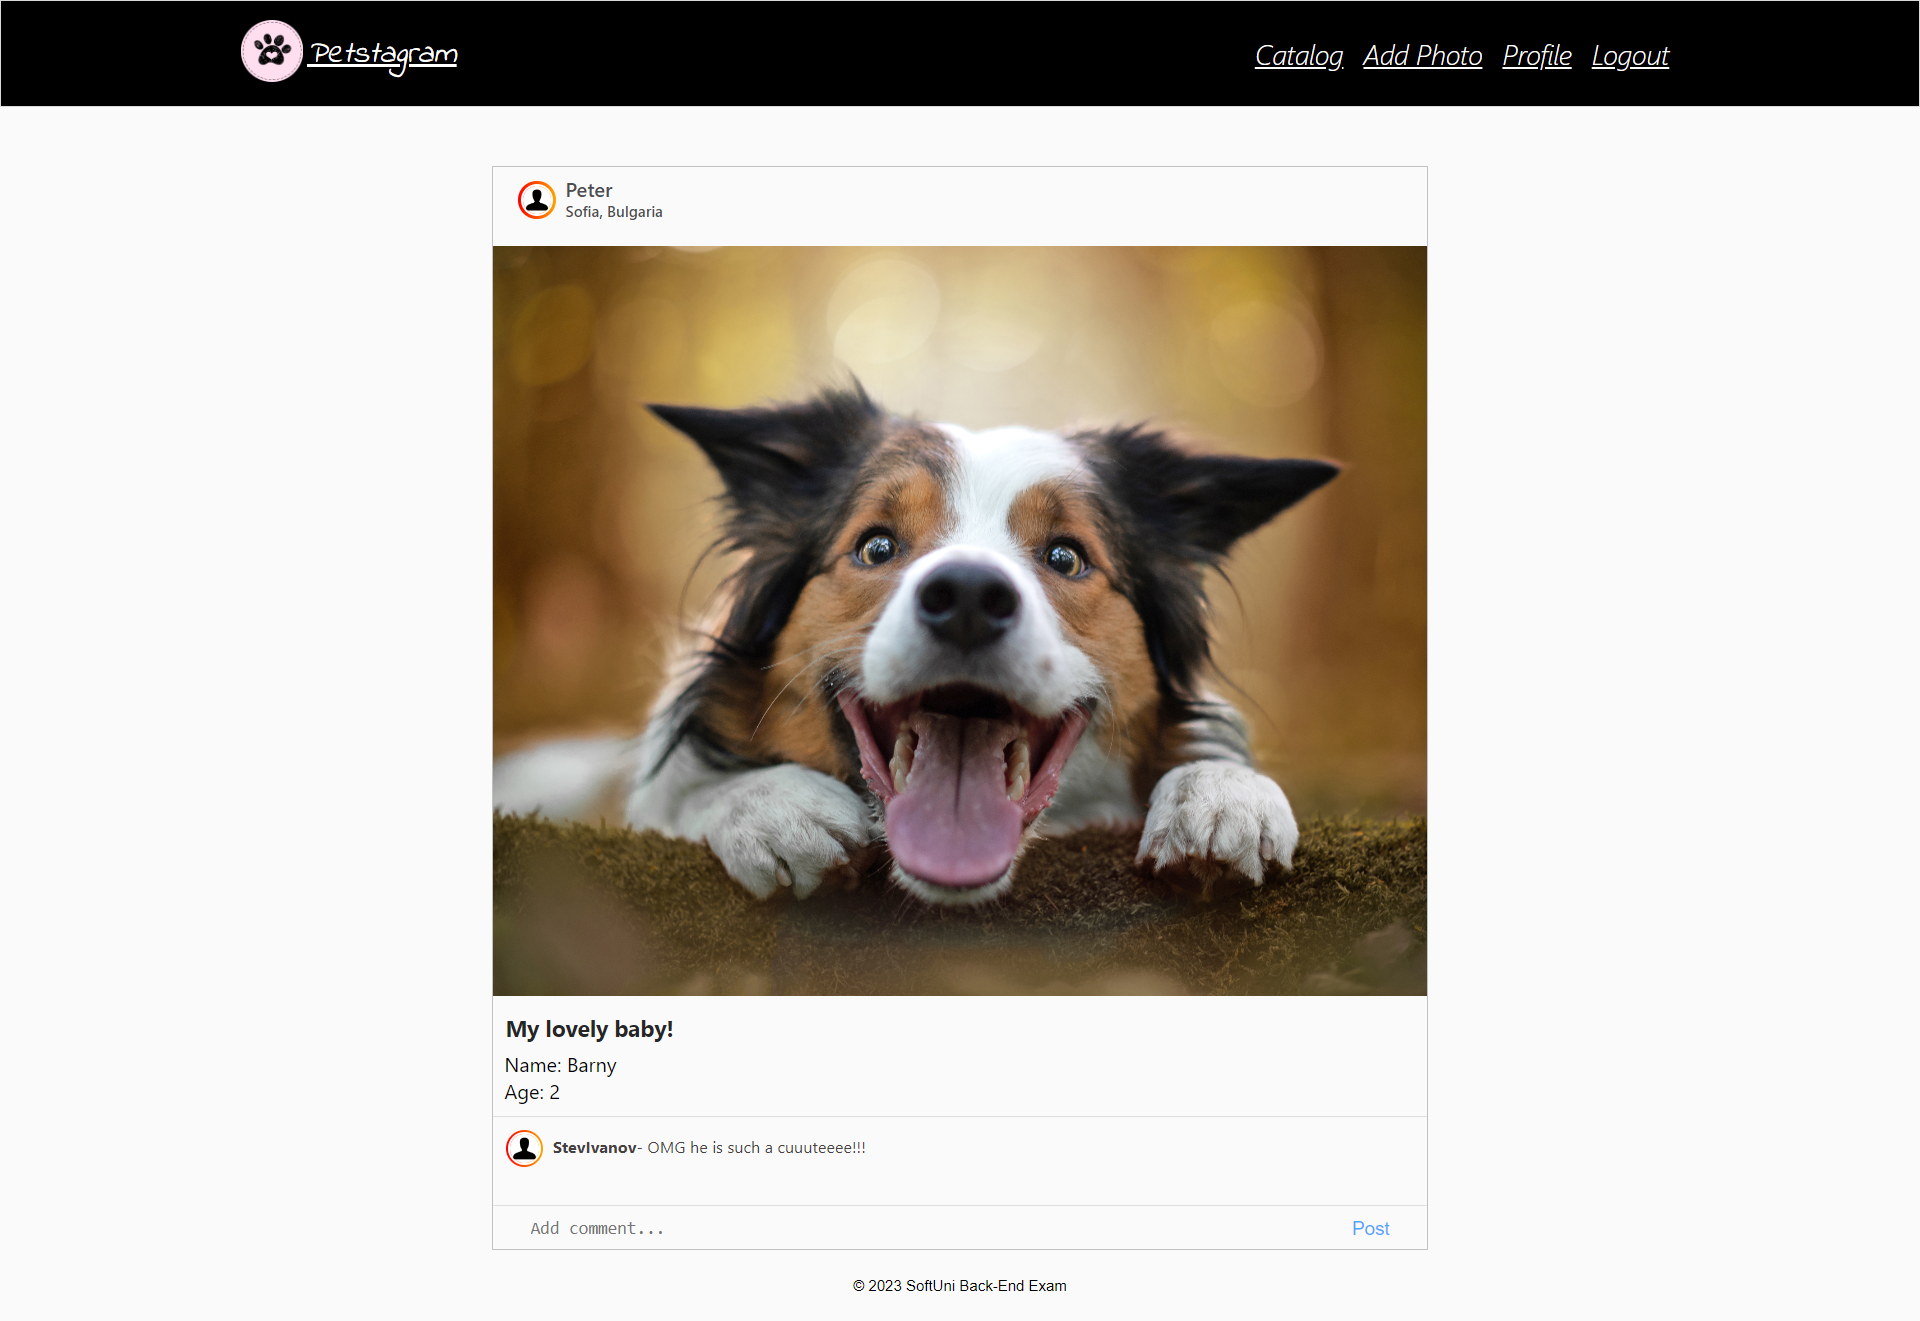 Petstagram
Catalog Add Photo Profile Logout
Peter
Sofia, Bulgaria
My lovely baby!
Name: Barny
Age: 2
StevIvanov- OMG he is such a cuuuteeee!!!
Add comment...
Post
© 2023 SoftUni Back-End Exam